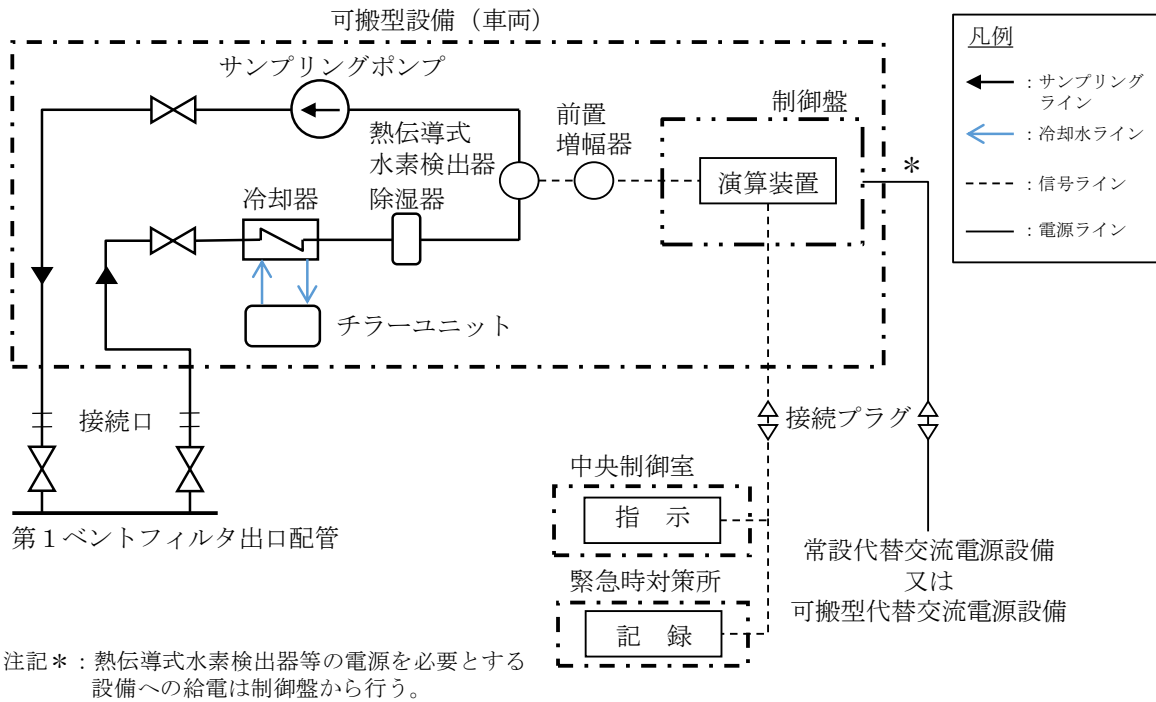 可搬型設備（車両）
サンプリングポンプ
熱伝導式
水素検出器
前置
増幅器
制御盤
演算装置
＊
冷却器
除湿器
チラーユニット
接続口
第１ベントフィルタ出口配管
接続プラグ
中央制御室
指　示
緊急時対策所
記　録
常設代替交流電源設備
又は
可搬型代替交流電源設備
凡例
：サンプリング
ライン
：冷却水ライン
：信号ライン
：電源ライン
注記＊：熱伝導式水素検出器等の電源を必要とする
設備への給電は制御盤から行う。